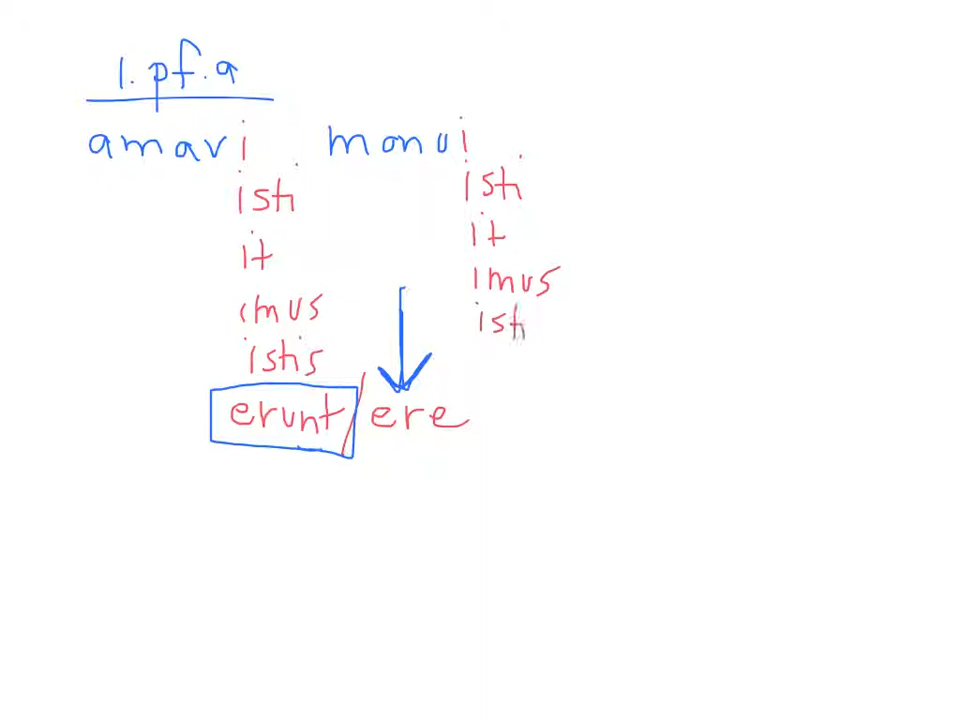 1. pf. a
amavi monui
isti isti
it it
imus imus
istis isti
erunt/ere